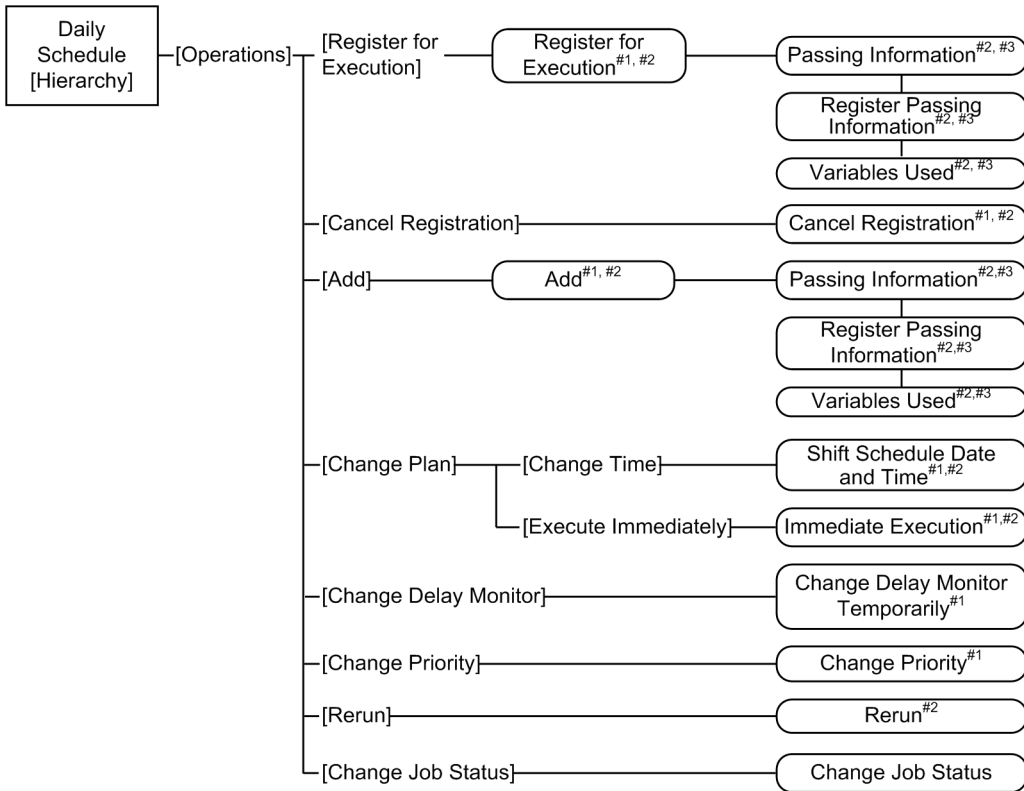 Daily
Schedule
[Hierarchy]
[Operations]
[Register for
Execution]
Register for
Execution#1, #2
Passing Information#2, #3
Register Passing
Information#2, #3
Variables Used#2, #3
[Cancel Registration]
Cancel Registration#1, #2
[Add]
Add#1, #2
Passing Information#2,#3
Register Passing
Information#2,#3
Variables Used#2,#3
[Change Plan]
[Change Time]
Shift Schedule Date
and Time#1,#2
[Execute Immediately]
Immediate Execution#1,#2
[Change Delay Monitor]
Change Delay Monitor
Temporarily#1
[Change Priority]
Change Priority#1
[Rerun]
Rerun#2
[Change Job Status]
Change Job Status